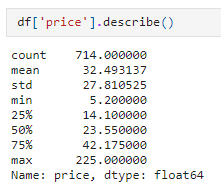 df['price'].describe()
count    714.000000
mean      32.493137
std       27.810525
min        5.200000
25%       14.100000
50%       23.550000
75%       42.175000
max      225.000000
Name: price, dtype: float64